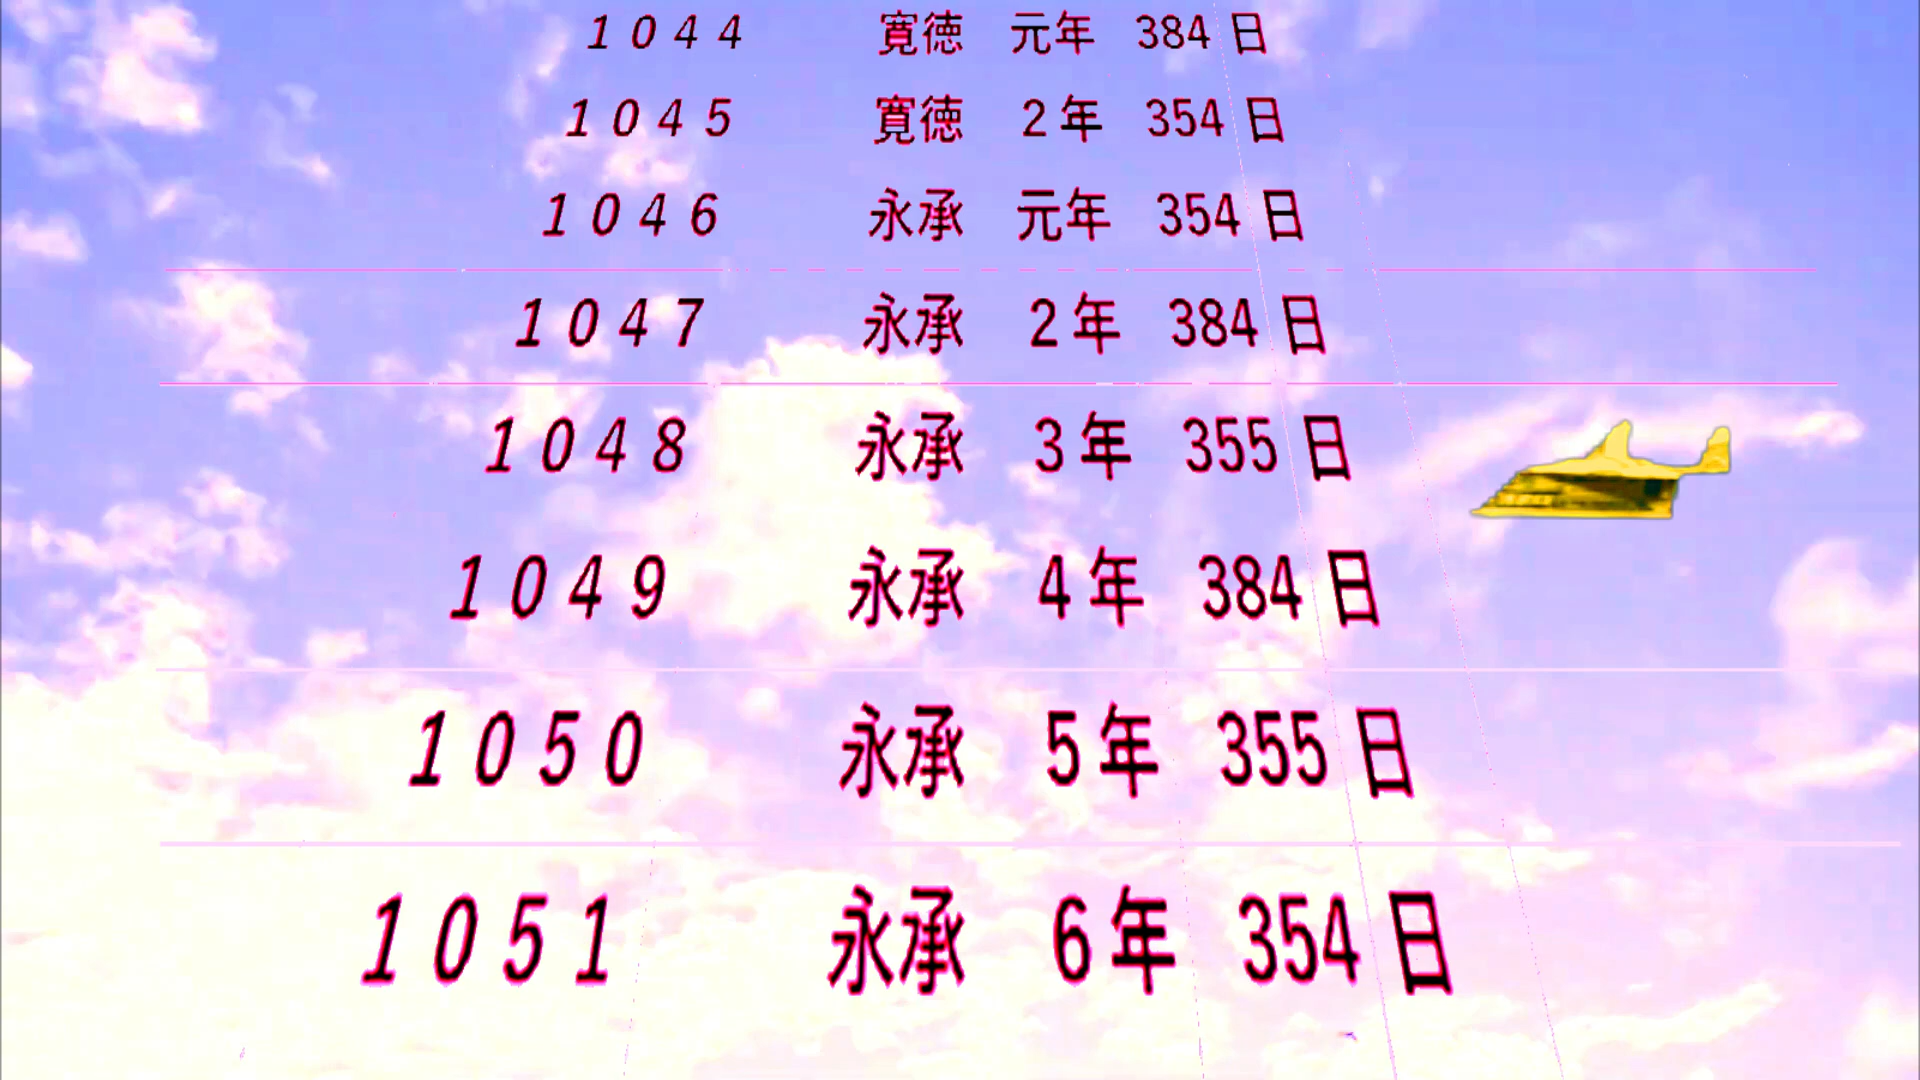 1044 寛徳 元年 384日
1045 寛徳 2年 354日
1046 永承 元年 354日
1047 永承 2年 384日
1048 永承 3年 355日
1049 永承 4年 384日
1050 永承 5年 355日
1051 永承 6年 354日